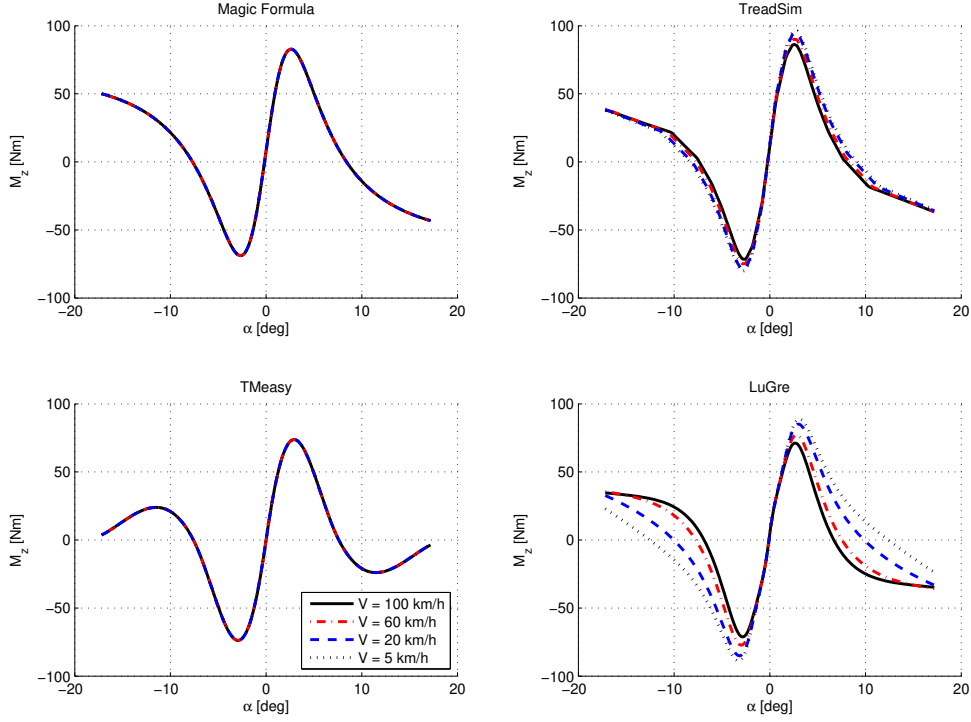 Magic Formula
100
50
0
−50
−100
M_z [Nm]
−20
−10
0
10
20
α [deg]
TreadSim
100
50
0
−50
−100
M_z [Nm]
−20
−10
0
10
20
α [deg]
TMeasy
100
50
0
−50
−100
M_z [Nm]
V = 100 km/h
V = 60 km/h
V = 20 km/h
V = 5 km/h
−20
−10
0
10
20
α [deg]
LuGre
100
50
0
−50
−100
M_z [Nm]
−20
−10
0
10
20
α [deg]